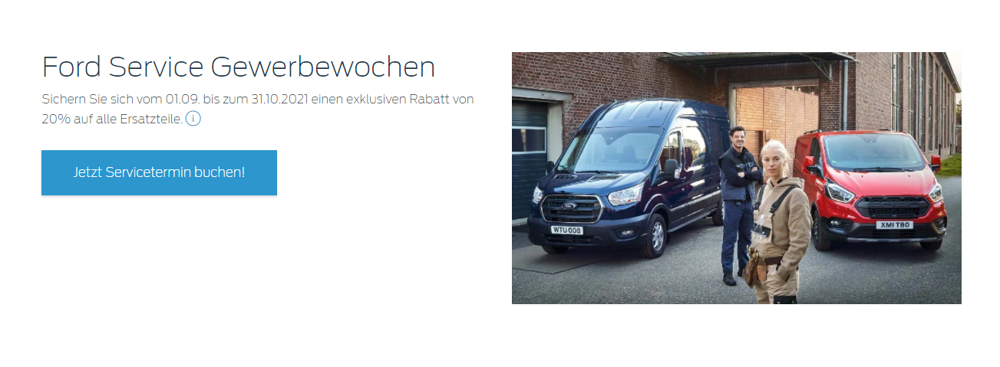 Ford Service Gewerbewochen
Sichern Sie sich vom 01.09. bis zum 31.10.2021 einen exklusiven Rabatt von
20% auf alle Ersatzteile. i
Jetzt Servicetermin buchen!
Ford
WTU 008
XMI T80